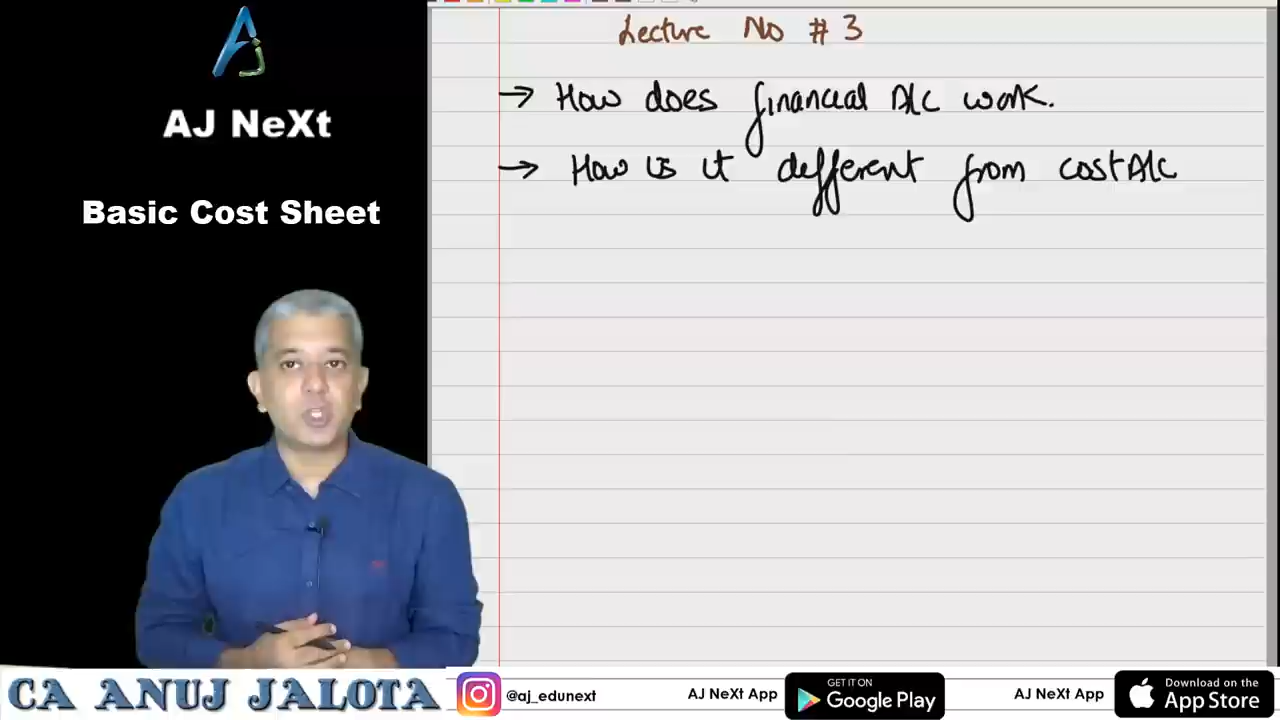 Lecture No # 3
AJ NeXt
Basic Cost Sheet
→ How does financial A/c work.
→ How is it different from cost A/c
CA ANUJ JALOTA
@aj_edunext
AJ NeXt App
GET IT ON
Google Play
AJ NeXt App
Download on the
App Store